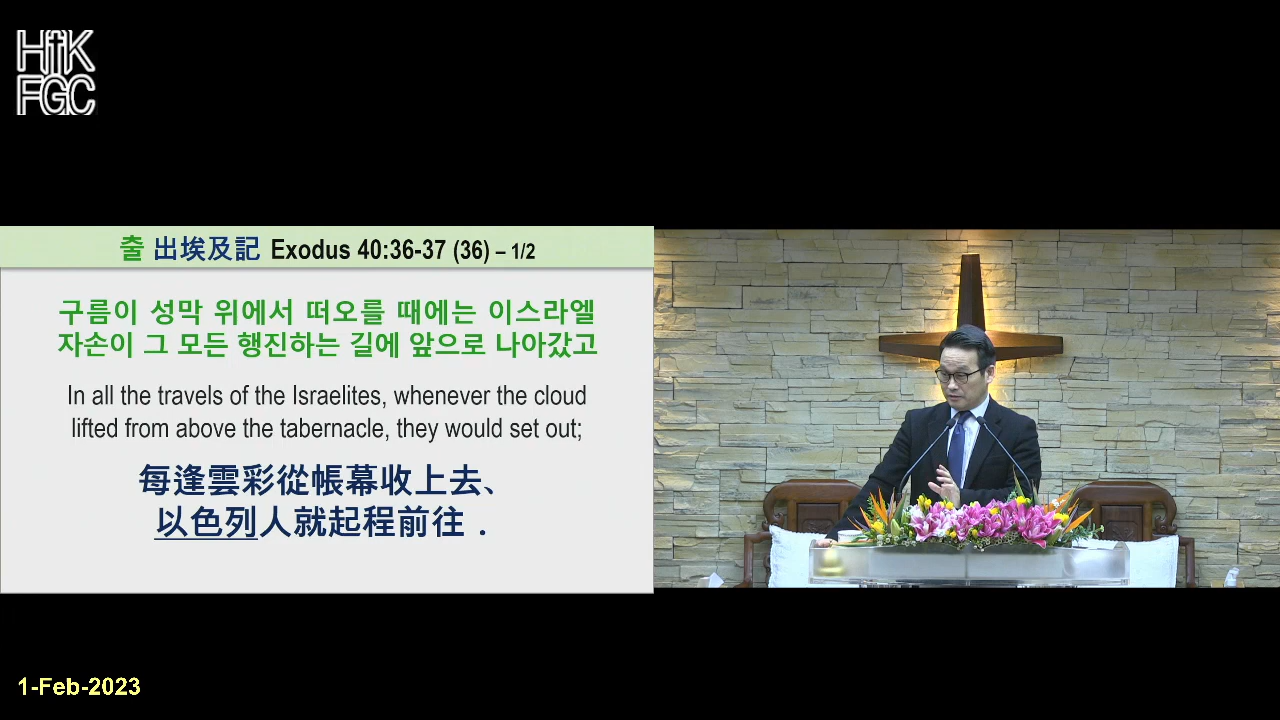 HfK
FGC
출 出埃及記 Exodus 40:36-37 (36) – 1/2
구름이 성막 위에서 떠오를 때에는 이스라엘
자손이 그 모든 행진하는 길에 앞으로 나아갔고
In all the travels of the Israelites, whenever the cloud
lifted from above the tabernacle, they would set out;
每逢雲彩從帳幕收上去、
以色列人就起程前往．
1-Feb-2023